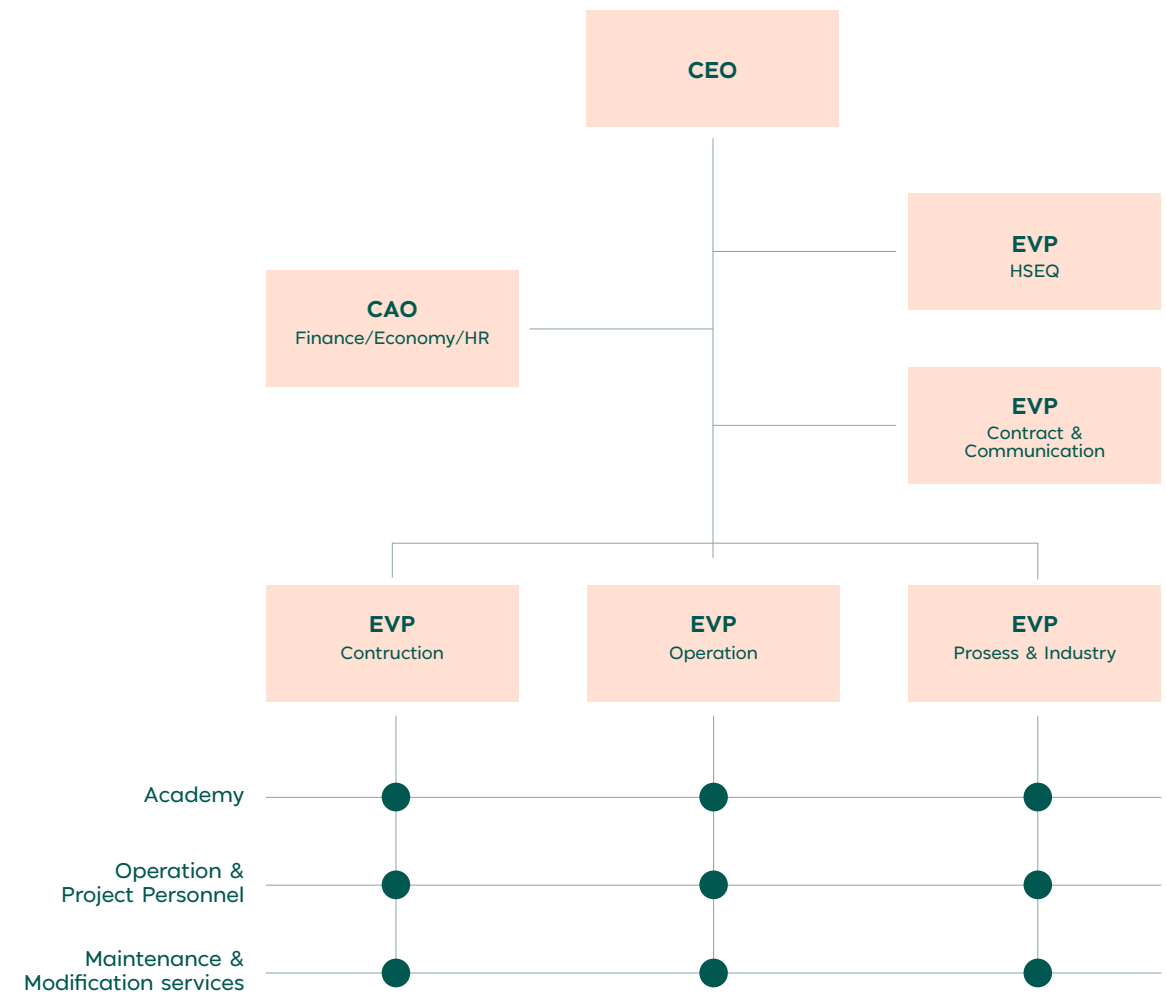 CEO
EVP
HSEQ
CAO
Finance/Economy/HR
EVP
Contract &
Communication
EVP
Contruction
EVP
Operation
EVP
Prosess & Industry
Academy
Operation &
Project Personnel
Maintenance &
Modification services